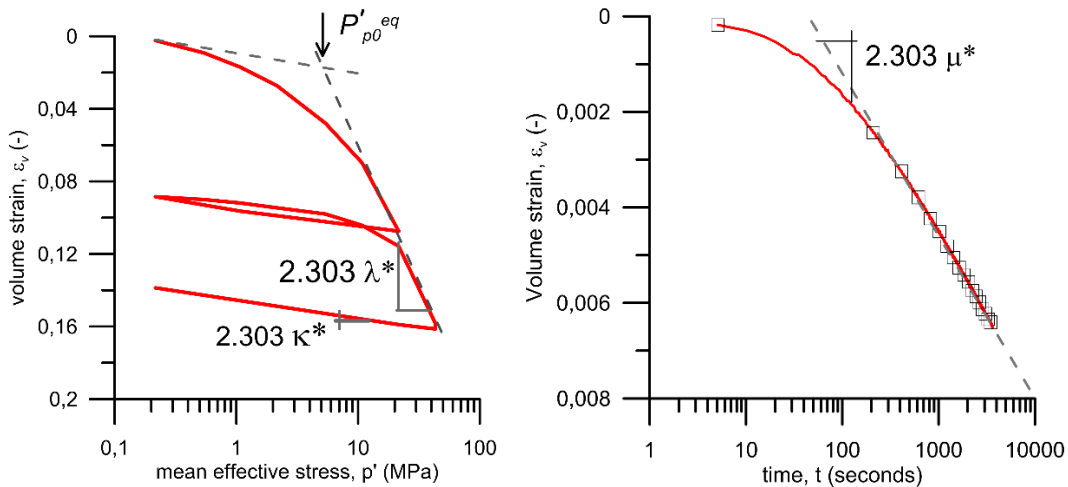 P'p0 eq
0
0,04
0,08
0,12
0,16
0,2
volume strain, εv (-)
2.303 λ*
2.303 κ*
0,1
1
10
100
mean effective stress, p' (MPa)
0
0,002
0,004
0,006
0,008
Volume strain, εv (-)
2.303 μ*
1
10
100
1000
10000
time, t (seconds)